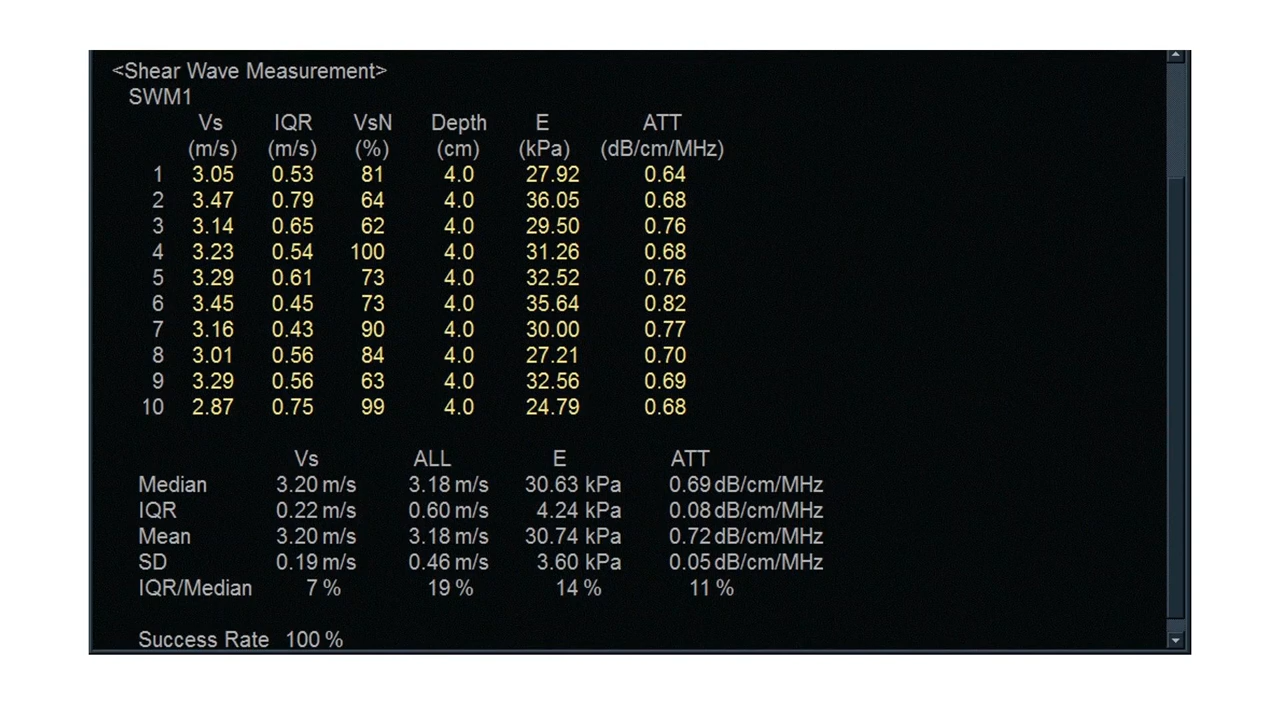 <Shear Wave Measurement>
SWM1
Vs IQR VsN Depth E ATT
(m/s) (m/s) (%) (cm) (kPa) (dB/cm/MHz)
1 3.05 0.53 81 4.0 27.92 0.64
2 3.47 0.79 64 4.0 36.05 0.68
3 3.14 0.65 62 4.0 29.50 0.76
4 3.23 0.54 100 4.0 31.26 0.68
5 3.29 0.61 73 4.0 32.52 0.76
6 3.45 0.45 73 4.0 35.64 0.82
7 3.16 0.43 90 4.0 30.00 0.77
8 3.01 0.56 84 4.0 27.21 0.70
9 3.29 0.56 63 4.0 32.56 0.69
10 2.87 0.75 99 4.0 24.79 0.68
Vs ALL E ATT
Median 3.20 m/s 3.18 m/s 30.63 kPa 0.69 dB/cm/MHz
IQR 0.22 m/s 0.60 m/s 4.24 kPa 0.08 dB/cm/MHz
Mean 3.20 m/s 3.18 m/s 30.74 kPa 0.72 dB/cm/MHz
SD 0.19 m/s 0.46 m/s 3.60 kPa 0.05 dB/cm/MHz
IQR/Median 7 % 19 % 14 % 11 %
Success Rate 100 %